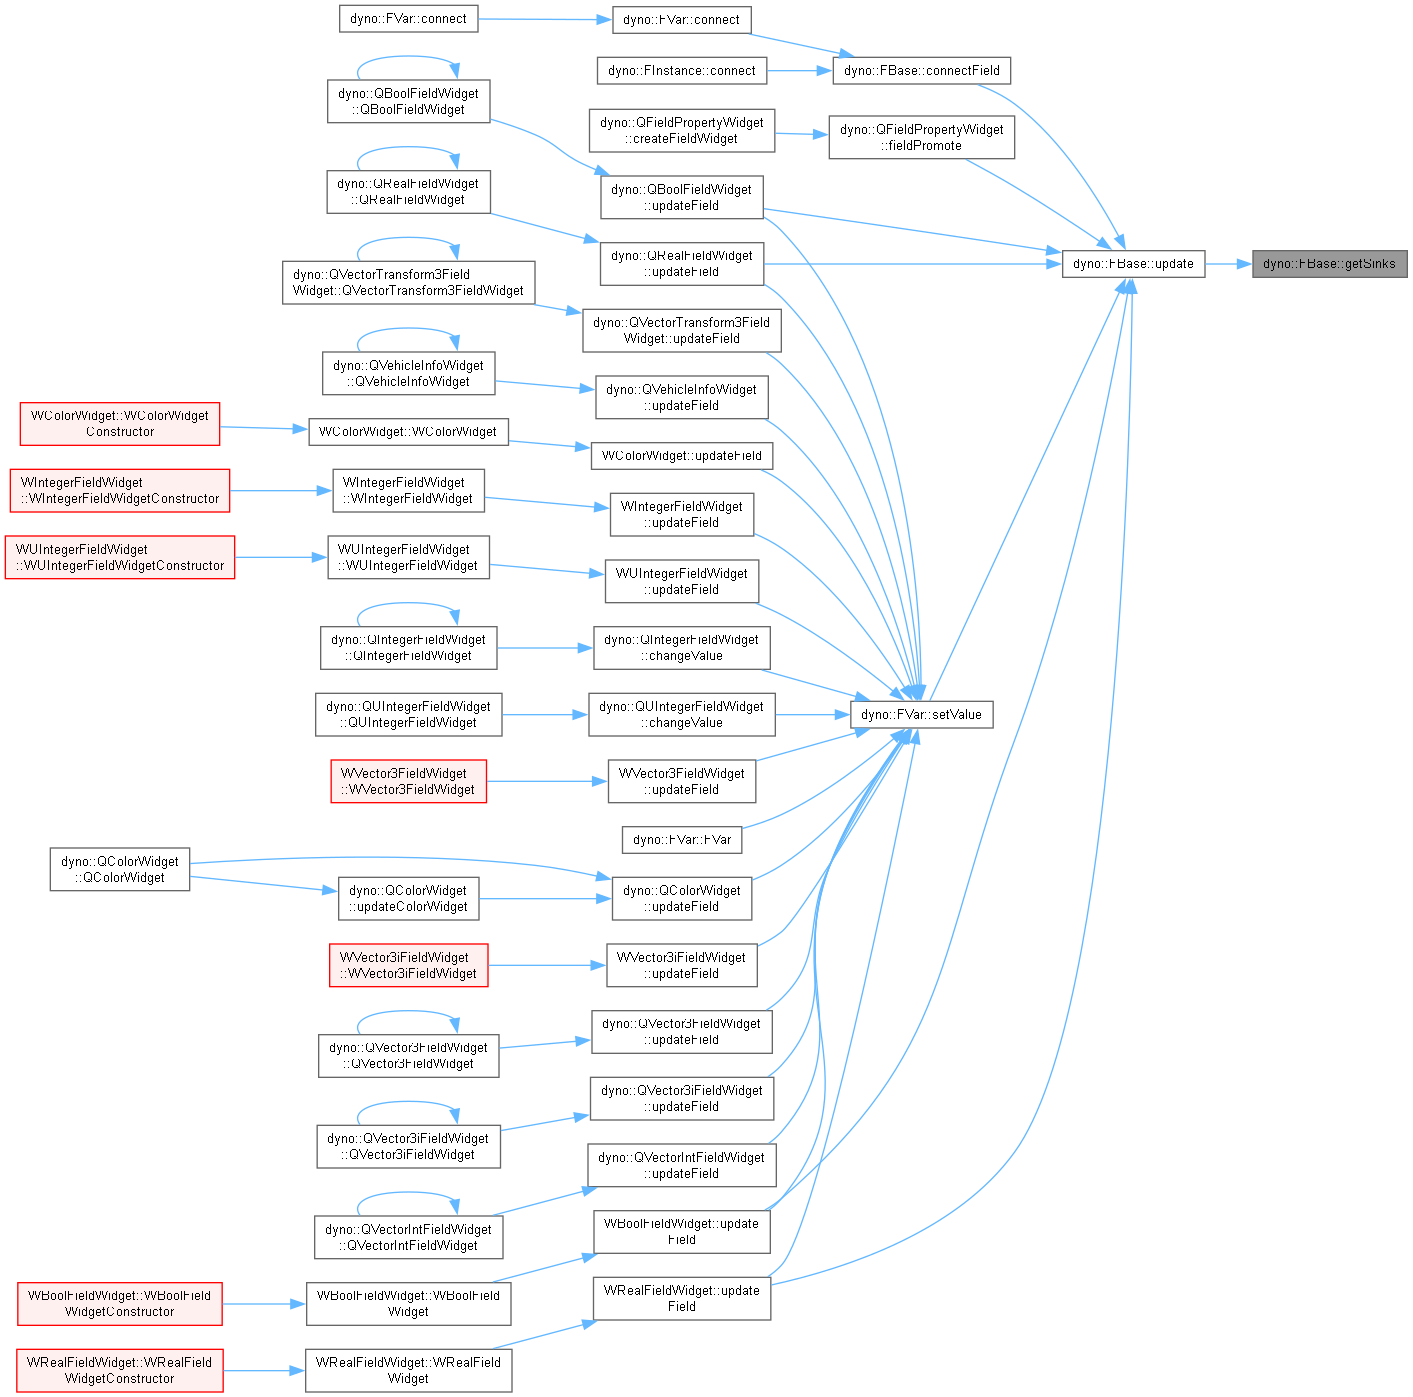 dyno::FVar::connect
dyno::FVar::connect
dyno::FInstance::connect
dyno::FBase::connectField
dyno::QBoolFieldWidget
::QBoolFieldWidget
dyno::QFieldPropertyWidget
::createFieldWidget
dyno::QFieldPropertyWidget
::fieldPromote
dyno::QRealFieldWidget
::QRealFieldWidget
dyno::QBoolFieldWidget
::updateField
dyno::QRealFieldWidget
::updateField
dyno::FBase::update
dyno::FBase::getSinks
dyno::QVectorTransform3Field
Widget::QVectorTransform3FieldWidget
dyno::QVectorTransform3Field
Widget::updateField
dyno::QVehicleInfoWidget
::QVehicleInfoWidget
dyno::QVehicleInfoWidget
::updateField
WColorWidget::WColorWidget
Constructor
WColorWidget::WColorWidget
WColorWidget::updateField
WIntegerFieldWidget
::WIntegerFieldWidgetConstructor
WIntegerFieldWidget
::WIntegerFieldWidget
WIntegerFieldWidget
::updateField
WUIntegerFieldWidget
::WUIntegerFieldWidgetConstructor
WUIntegerFieldWidget
::WUIntegerFieldWidget
WUIntegerFieldWidget
::updateField
dyno::QIntegerFieldWidget
::QIntegerFieldWidget
dyno::QIntegerFieldWidget
::changeValue
dyno::QUIntegerFieldWidget
::QUIntegerFieldWidget
dyno::QUIntegerFieldWidget
::changeValue
dyno::FVar::setValue
WVector3FieldWidget
::WVector3FieldWidget
WVector3FieldWidget
::updateField
dyno::FVar::FVar
dyno::QColorWidget
::QColorWidget
dyno::QColorWidget
::updateColorWidget
dyno::QColorWidget
::updateField
WVector3iFieldWidget
::WVector3iFieldWidget
WVector3iFieldWidget
::updateField
dyno::QVector3FieldWidget
::QVector3FieldWidget
dyno::QVector3FieldWidget
::updateField
dyno::QVector3iFieldWidget
::QVector3iFieldWidget
dyno::QVector3iFieldWidget
::updateField
dyno::QVectorIntFieldWidget
::QVectorIntFieldWidget
dyno::QVectorIntFieldWidget
::updateField
WBoolFieldWidget::update
Field
WBoolFieldWidget::WBoolField
WidgetConstructor
WBoolFieldWidget::WBoolField
Widget
WRealFieldWidget::update
Field
WRealFieldWidget::WRealField
WidgetConstructor
WRealFieldWidget::WRealField
Widget